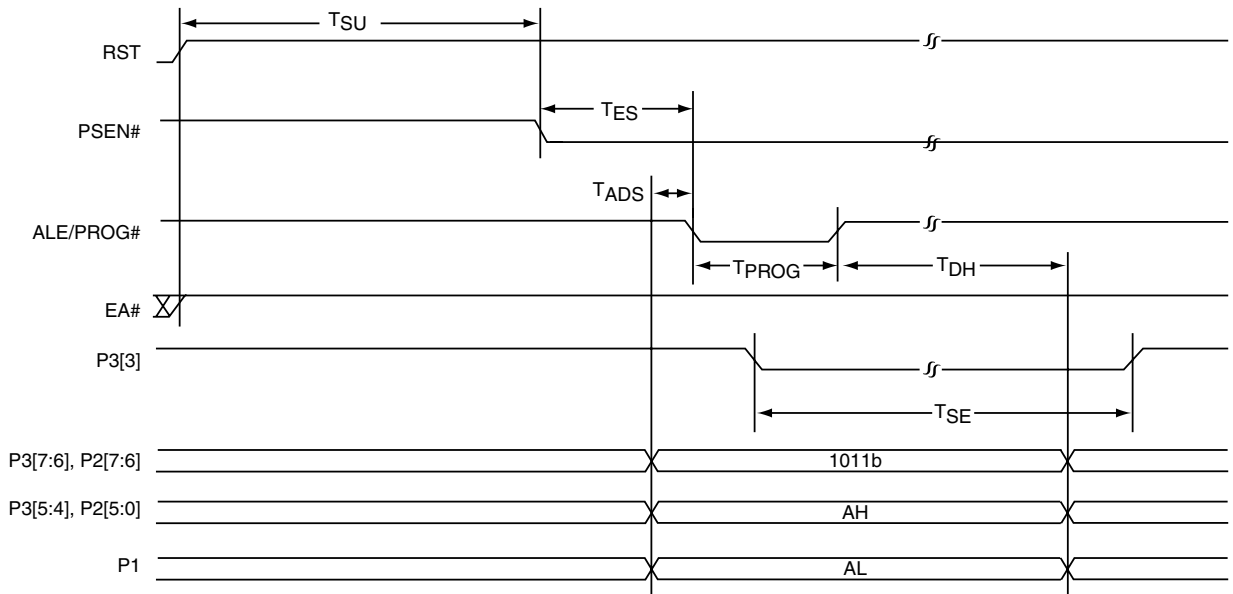 TSU
RST
TES
PSEN#
TADS
ALE/PROG#
TPROG
TDH
EA#
P3[3]
TSE
P3[7:6], P2[7:6]
1011b
P3[5:4], P2[5:0]
AH
P1
AL